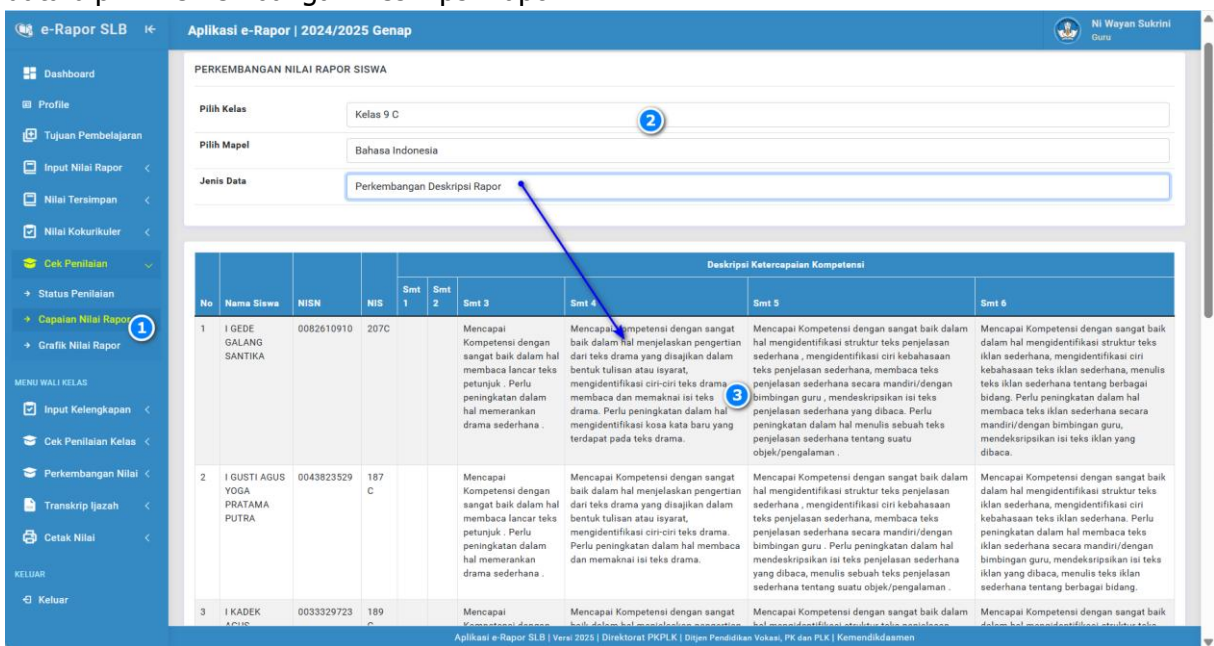 e-Rapor SLB
Aplikasi e-Rapor | 2024/2025 Genap
Ni Wayan Sukrini
Guru
Dashboard
Profile
Tujuan Pembelajaran
Input Nilai Rapor
Nilai Tersimpan
Nilai Kokurikuler
Cek Penilaian
Status Penilaian
Capaian Nilai Rapor
1
Grafik Nilai Rapor
MENU WALI KELAS
Input Kelengkapan
Cek Penilaian Kelas
Perkembangan Nilai
Transkrip Ijazah
Cetak Nilai
KELUAR
Keluar
PERKEMBANGAN NILAI RAPOR SISWA
Pilih Kelas
Kelas 9 C
2
Pilih Mapel
Bahasa Indonesia
Jenis Data
Perkembangan Deskripsi Rapor
Deskripsi Ketercapaian Kompetensi
No Nama Siswa NISN NIS Smt 1 Smt 2 Smt 3 Smt 4 Smt 5 Smt 6
1
I GEDE
GALANG
SANTIKA
0082610910
207C
Mencapai
Kompetensi dengan
sangat baik dalam hal
membaca lancar teks
petunjuk . Perlu
peningkatan dalam
hal memerankan
drama sederhana .
Mencapai Kompetensi dengan sangat
baik dalam hal menjelaskan pengertian
dari teks drama yang disajikan dalam
bentuk tulisan atau isyarat,
mengidentifikasi ciri-ciri teks drama
membaca dan memaknai isi teks
drama. Perlu peningkatan dalam hal
mengidentifikasi kosa kata baru yang
terdapat pada teks drama.
3
Mencapai Kompetensi dengan sangat baik dalam
hal mengidentifikasi struktur teks penjelasan
sederhana , mengidentifikasi ciri kebahasaan
teks penjelasan sederhana, membaca teks
penjelasan sederhana secara mandiri/dengan
bimbingan guru , mendeskripsikan isi teks
penjelasan sederhana yang dibaca. Perlu
peningkatan dalam hal menulis sebuah teks
penjelasan sederhana tentang suatu
objek/pengalaman .
Mencapai Kompetensi dengan sangat baik
dalam hal mengidentifikasi struktur teks
iklan sederhana, mengidentifikasi ciri
kebahasaan teks iklan sederhana, menulis
teks iklan sederhana tentang berbagai
bidang. Perlu peningkatan dalam hal
membaca teks iklan sederhana secara
mandiri/dengan bimbingan guru,
mendeksripsikan isi teks iklan yang
dibaca.
2
I GUSTI AGUS
YOGA
PRATAMA
PUTRA
0043823529
187
C
Mencapai
Kompetensi dengan
sangat baik dalam hal
membaca lancar teks
petunjuk . Perlu
peningkatan dalam
hal memerankan
drama sederhana .
Mencapai Kompetensi dengan sangat
baik dalam hal menjelaskan pengertian
dari teks drama yang disajikan dalam
bentuk tulisan atau isyarat,
mengidentifikasi ciri-ciri teks drama.
Perlu peningkatan dalam hal membaca
dan memaknai isi teks drama.
Mencapai Kompetensi dengan sangat baik dalam
hal mengidentifikasi struktur teks penjelasan
sederhana , mengidentifikasi ciri kebahasaan
teks penjelasan sederhana, membaca teks
penjelasan sederhana secara mandiri/dengan
bimbingan guru . Perlu peningkatan dalam hal
mendeskripsikan isi teks penjelasan sederhana
yang dibaca, menulis sebuah teks penjelasan
sederhana tentang suatu objek/pengalaman .
Mencapai Kompetensi dengan sangat baik
dalam hal mengidentifikasi struktur teks
iklan sederhana, mengidentifikasi ciri
kebahasaan teks iklan sederhana. Perlu
peningkatan dalam hal membaca teks
iklan sederhana secara mandiri/dengan
bimbingan guru, mendeksripsikan isi teks
iklan yang dibaca, menulis teks iklan
sederhana tentang berbagai bidang.
3
I KADEK
0033329723
189
Mencapai
Mencapai Kompetensi dengan sangat
Mencapai Kompetensi dengan sangat baik dalam
Mencapai Kompetensi dengan sangat baik
Aplikasi e-Rapor SLB | Versi 2025 | Direktorat PKPLK | Ditjen Pendidikan Vokasi, PK dan PLK | Kemendikdasmen